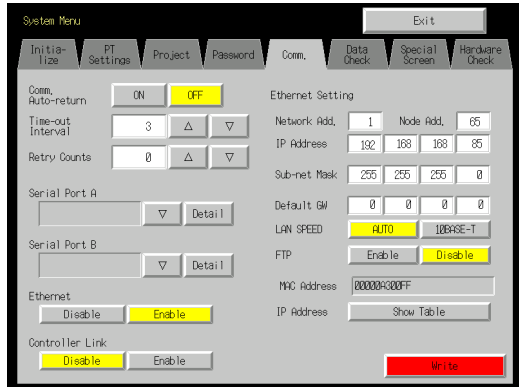 System Menu
Exit
Initia-
lize
PT
Settings
Project
Password
Comm.
Data
Check
Special
Screen
Hardware
Check
Comm.
Auto-return
ON
OFF
Time-out
Interval
3
△
▽
Retry Counts
0
△
▽
Serial Port A
▽
Detail
Serial Port B
▽
Detail
Ethernet
Disable
Enable
Controller Link
Disable
Enable
Ethernet Setting
Network Add. 1 Node Add. 65
IP Address 192 168 168 85
Sub-net Mask 255 255 255 0
Default GW 0 0 0 0
LAN SPEED AUTO 10BASE-T
FTP Enable Disable
MAC Address 00000A300FF
IP Address Show Table
Write